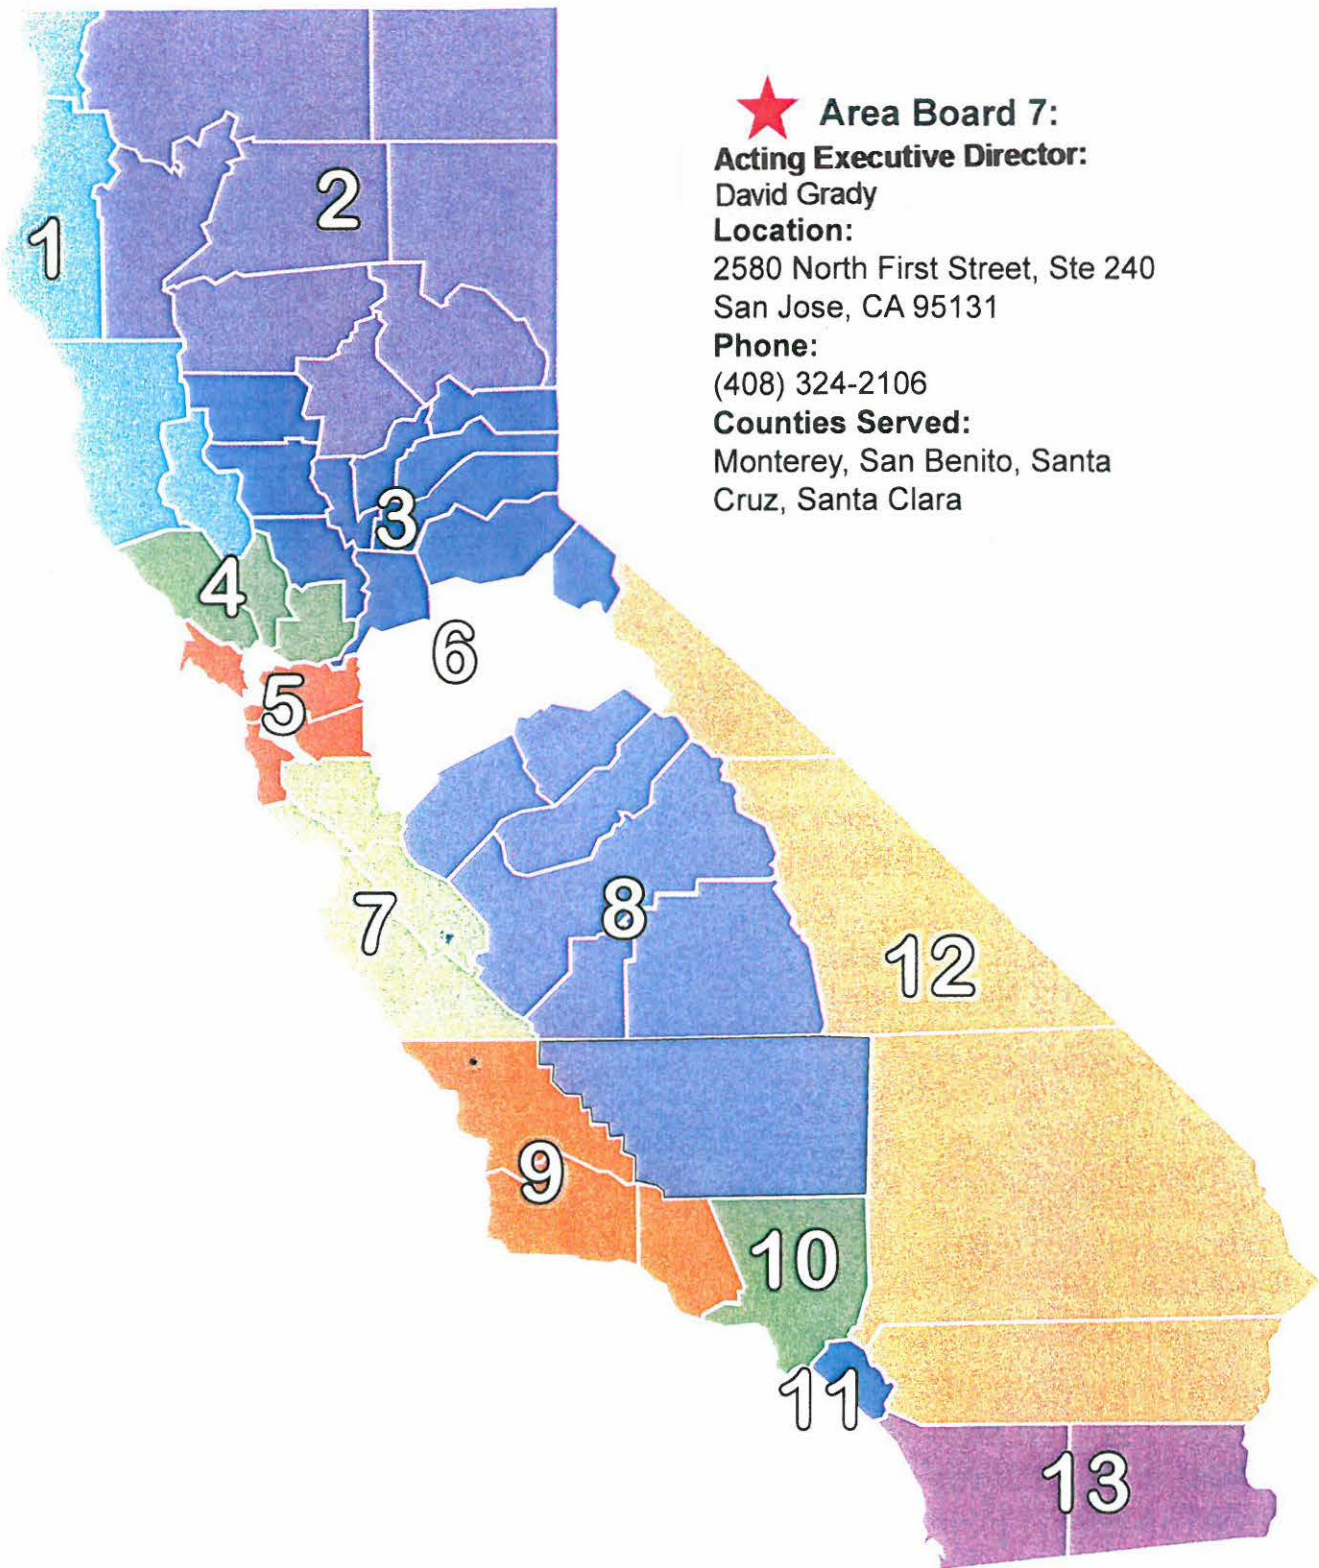 Area Board 7:
Acting Executive Director:
David Grady
Location:
2580 North First Street, Ste 240
San Jose, CA 95131
Phone:
(408) 324-2106
Counties Served:
Monterey, San Benito, Santa
Cruz, Santa Clara
1
2
3
4
5
6
7
8
9
10
11
12
13